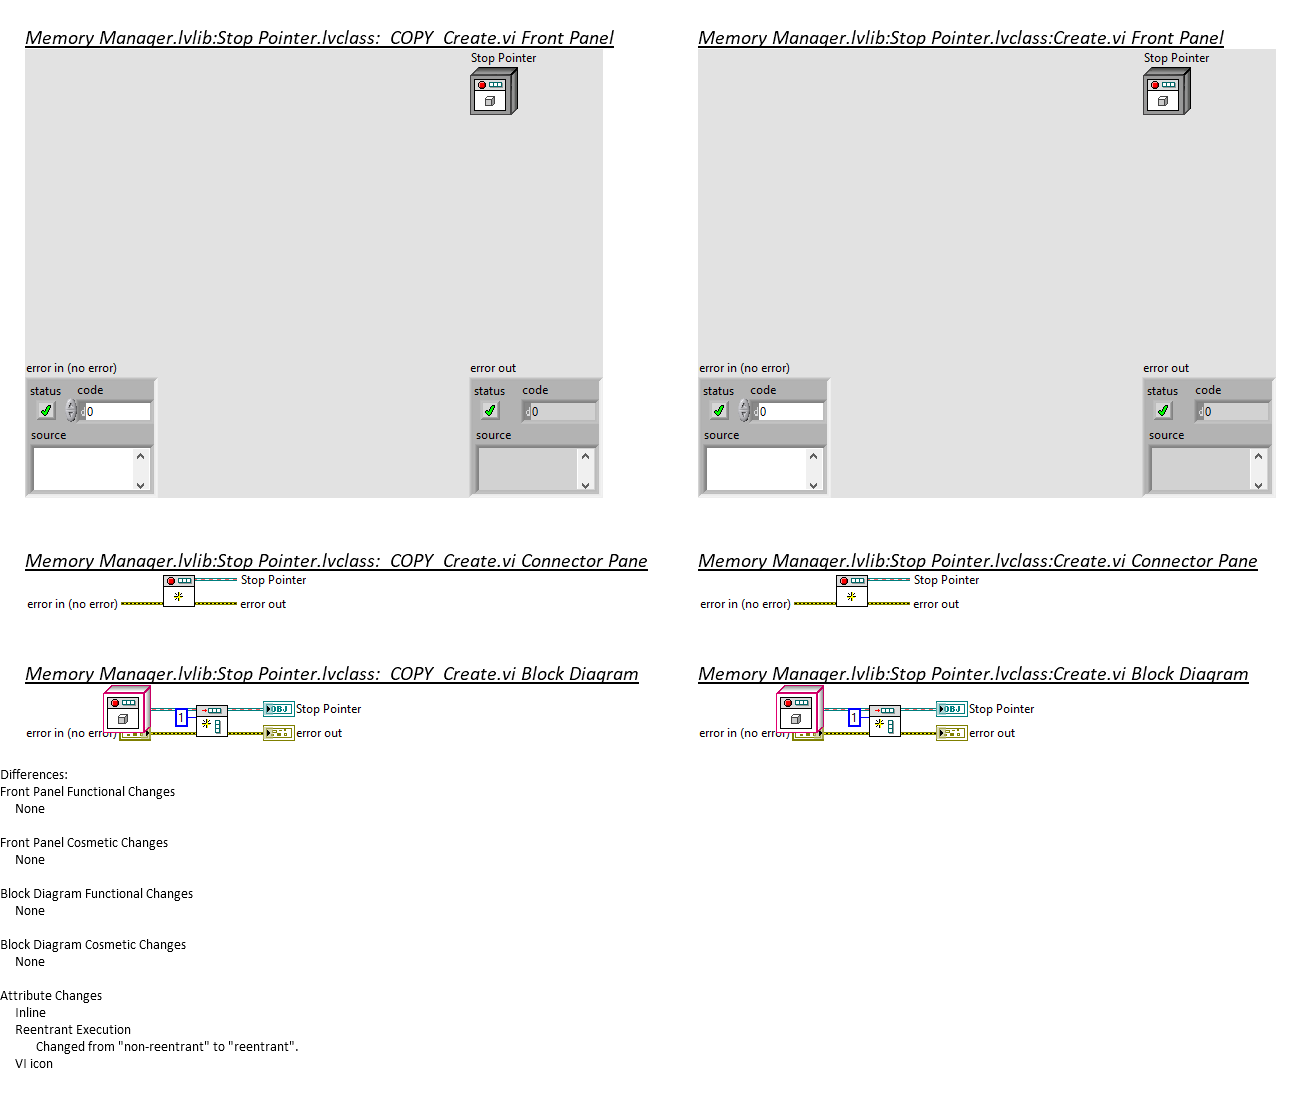 Memory Manager.lvlib:Stop Pointer.lvclass:_COPY_Create.vi Front Panel
Stop Pointer
error in (no error)
status code
d 0
source
error out
status code
d 0
source
Memory Manager.lvlib:Stop Pointer.lvclass:Create.vi Front Panel
Stop Pointer
error in (no error)
status code
d 0
source
error out
status code
d 0
source
Memory Manager.lvlib:Stop Pointer.lvclass:_COPY_Create.vi Connector Pane
Stop Pointer
error in (no error)
error out
Memory Manager.lvlib:Stop Pointer.lvclass:Create.vi Connector Pane
Stop Pointer
error in (no error)
error out
Memory Manager.lvlib:Stop Pointer.lvclass:_COPY_Create.vi Block Diagram
1
OBJ Stop Pointer
error in (no error)
error out
Memory Manager.lvlib:Stop Pointer.lvclass:Create.vi Block Diagram
1
OBJ Stop Pointer
error in (no error)
error out
Differences:
Front Panel Functional Changes
None
Front Panel Cosmetic Changes
None
Block Diagram Functional Changes
None
Block Diagram Cosmetic Changes
None
Attribute Changes
Inline
Reentrant Execution
Changed from "non-reentrant" to "reentrant".
VI icon